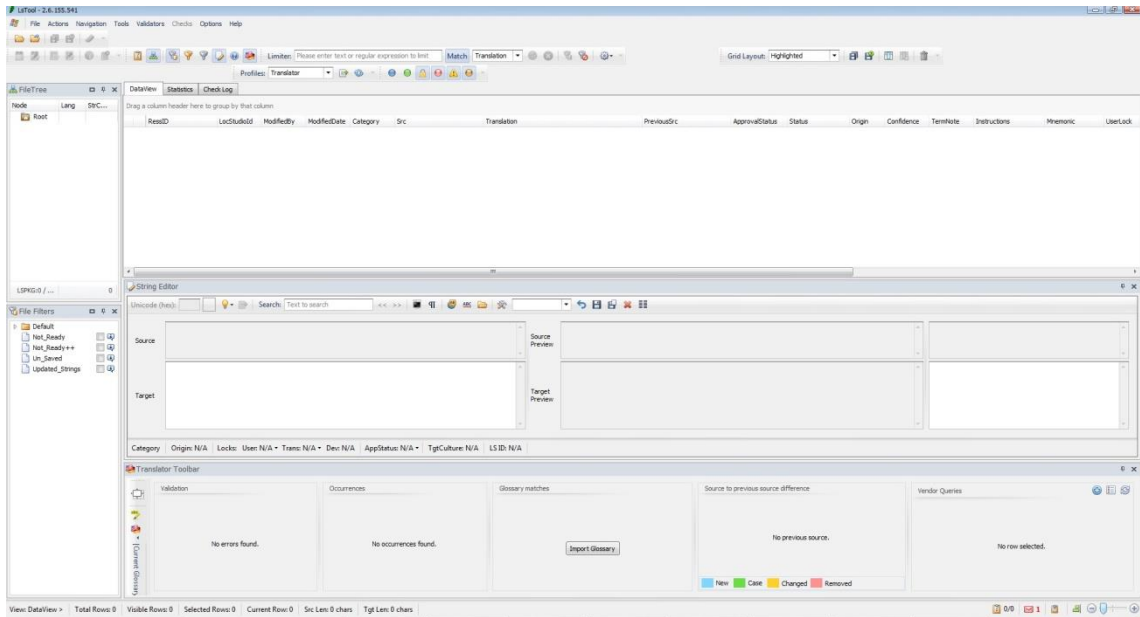 LsTool - 2.6.155.541
File Actions Navigation Tools Validators Checks Options Help
Limiter: Please enter text or regular expression to limit Match Translation Grid Layout: Highlighted
Profiles: Translator
FileTree
DataView Statistics Check Log
Node Lang StrC...
Root
Drag a column header here to group by that column
RessID LocStudioId ModifiedBy ModifiedDate Category Src Translation PreviousSrc ApprovalStatus Status Origin Confidence TermNote Instructions Mnemonic UserLock
LSPKG:0 / ... 0
String Editor
Unicode (hex): Search: Text to search << >> ABC
File Filters
Default
Not_Ready
Not_Ready++
Un_Saved
Updated_Strings
Source
Source Preview
Target
Target Preview
Category Origin: N/A Locks: User: N/A Trans: N/A Dev: N/A AppStatus: N/A TgtCulture: N/A LS ID: N/A
Translator Toolbar
Validation Occurrences Glossary matches Source to previous source difference Vendor Queries
No errors found. No occurrences found. Import Glossary No previous source. No row selected.
[Current Glossary
New Case Changed Removed
View: DataView > Total Rows: 0 Visible Rows: 0 Selected Rows: 0 Current Row: 0 Src Len: 0 chars Tgt Len: 0 chars 0/0 1